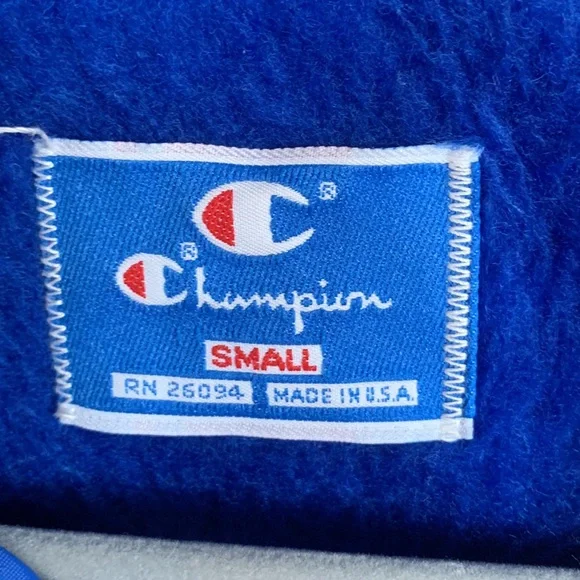 C®
®
Champion
SMALL
RN 26094 MADE IN U.S.A.